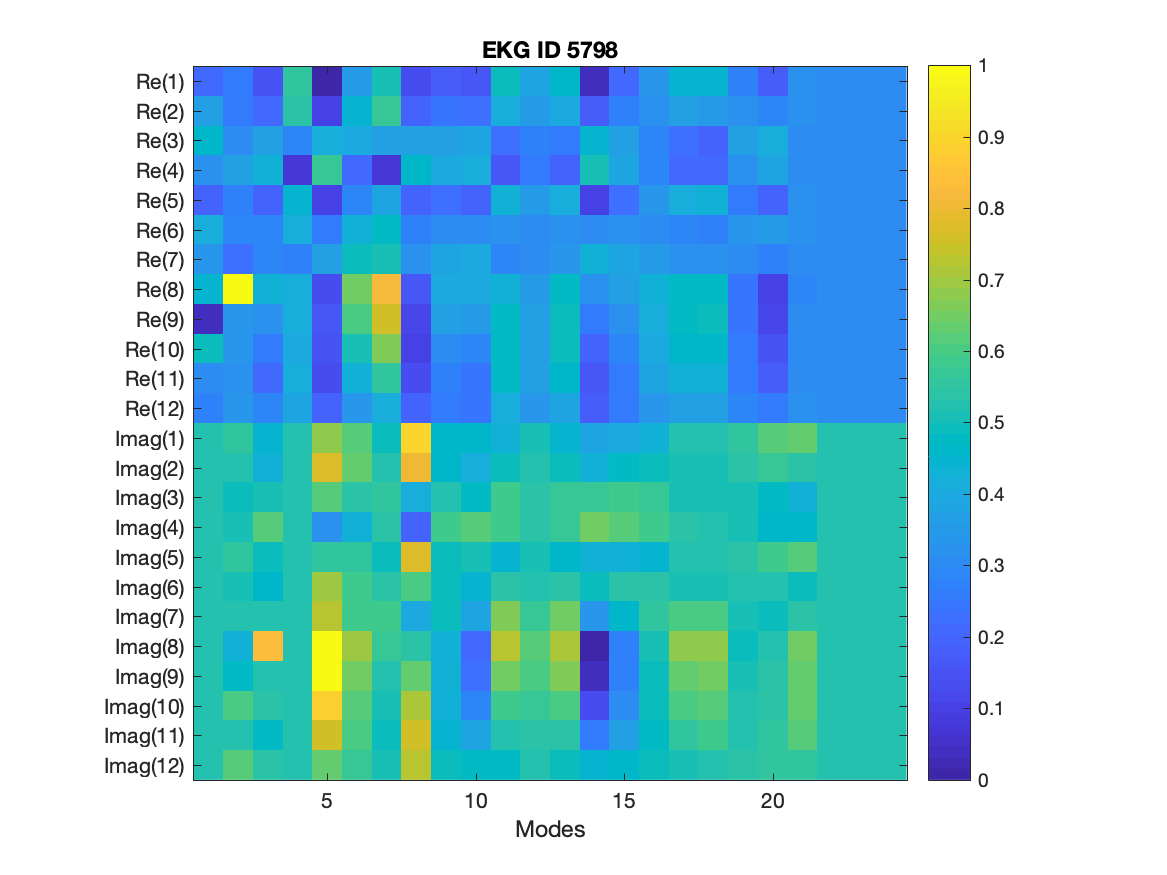 EKG ID 5798
Re(1)
Re(2)
Re(3)
Re(4)
Re(5)
Re(6)
Re(7)
Re(8)
Re(9)
Re(10)
Re(11)
Re(12)
Imag(1)
Imag(2)
Imag(3)
Imag(4)
Imag(5)
Imag(6)
Imag(7)
Imag(8)
Imag(9)
Imag(10)
Imag(11)
Imag(12)
5 10 15 20
Modes
1
0.9
0.8
0.7
0.6
0.5
0.4
0.3
0.2
0.1
0